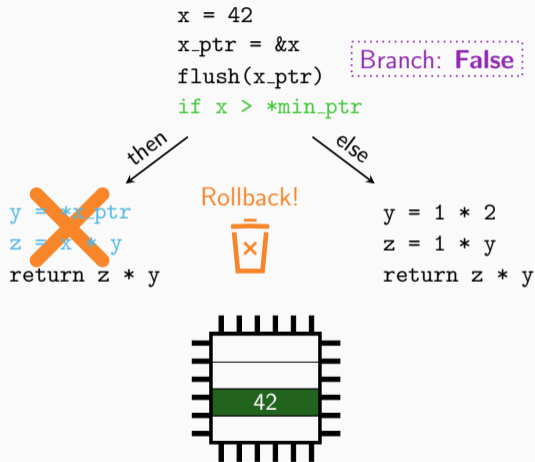 x = 42
x_ptr = &x
flush(x_ptr)
if x > *min_ptr
Branch: False
then
else
Rollback!
y = *x_ptr
z = x * y
return z * y
y = 1 * 2
z = 1 * y
return z * y
42